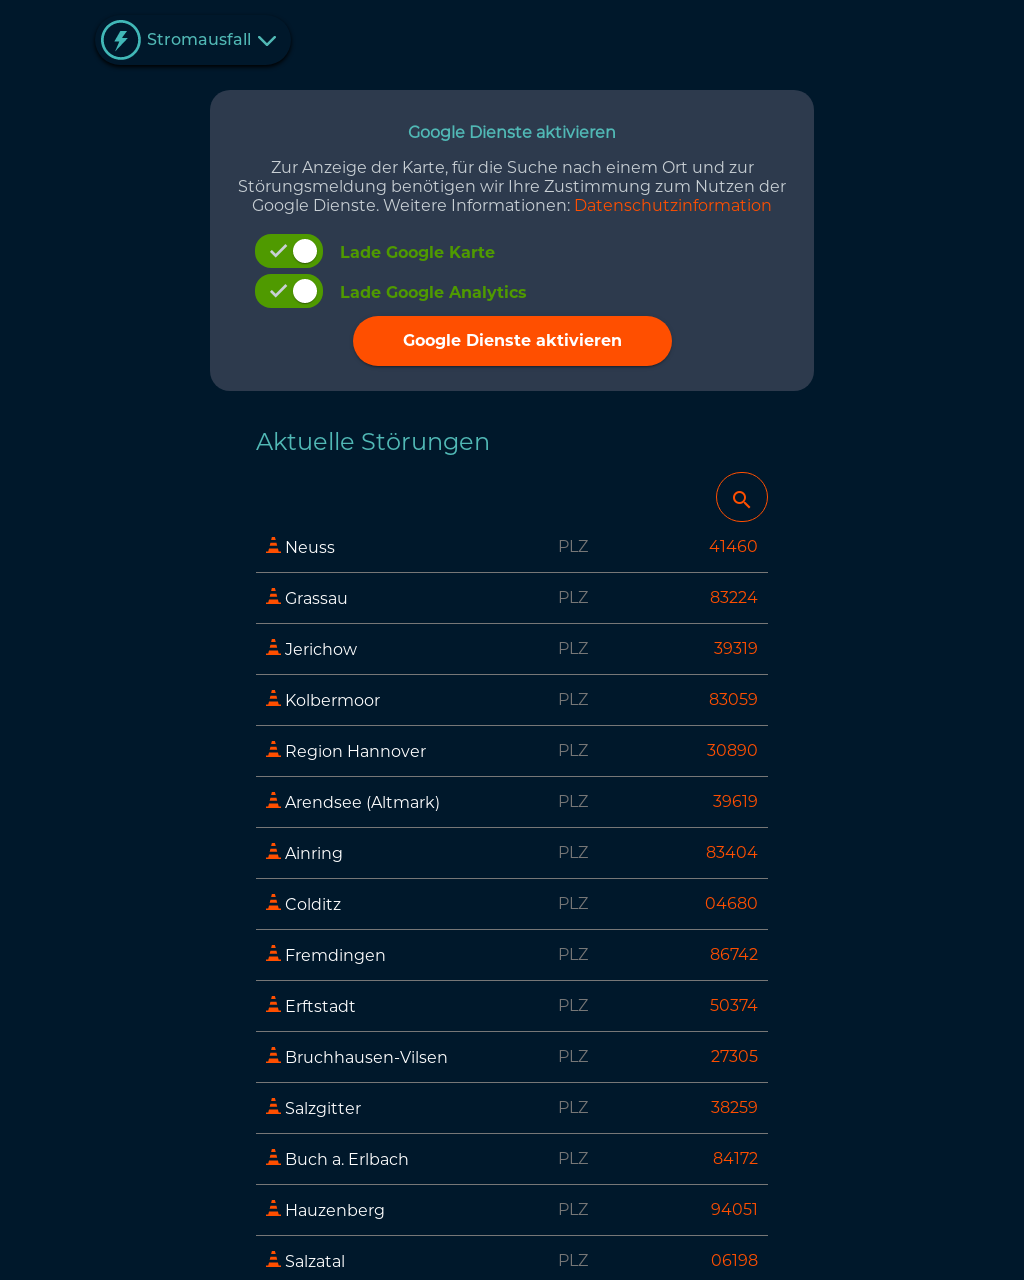 Stromausfall
Google Dienste aktivieren
Zur Anzeige der Karte, für die Suche nach einem Ort und zur
Störungsmeldung benötigen wir Ihre Zustimmung zum Nutzen der
Google Dienste. Weitere Informationen: Datenschutzinformation
Lade Google Karte
Lade Google Analytics
Google Dienste aktivieren
Aktuelle Störungen
Neuss PLZ 41460
Grassau PLZ 83224
Jerichow PLZ 39319
Kolbermoor PLZ 83059
Region Hannover PLZ 30890
Arendsee (Altmark) PLZ 39619
Ainring PLZ 83404
Colditz PLZ 04680
Fremdingen PLZ 86742
Erftstadt PLZ 50374
Bruchhausen-Vilsen PLZ 27305
Salzgitter PLZ 38259
Buch a. Erlbach PLZ 84172
Hauzenberg PLZ 94051
Salzatal PLZ 06198